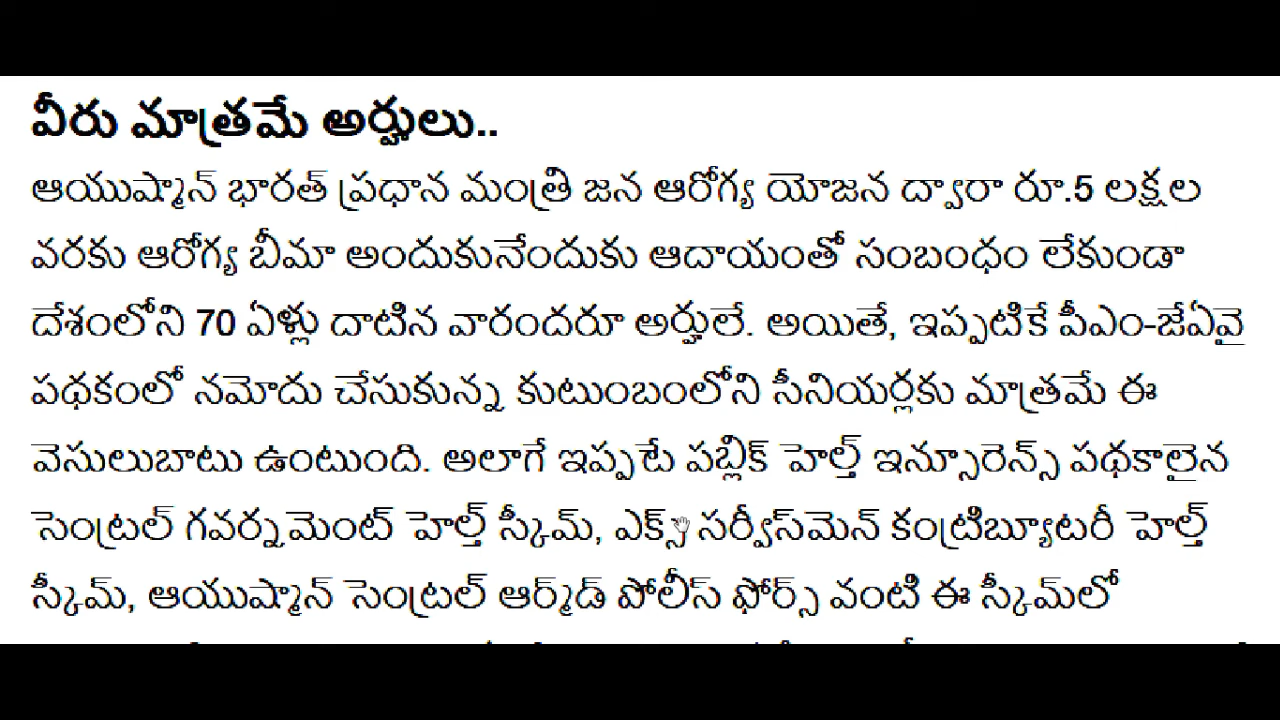 వీరు మాత్రమే అర్హులు..
ఆయుష్మాన్ భారత్ ప్రధాన మంత్రి జన ఆరోగ్య యోజన ద్వారా రూ.5 లక్షల
వరకు ఆరోగ్య బీమా అందుకునేందుకు ఆదాయంతో సంబంధం లేకుండా
దేశంలోని 70 ఏళ్లు దాటిన వారందరూ అర్హులే. అయితే, ఇప్పటికే పీఎం-జేఏవై
పథకంలో నమోదు చేసుకున్న కుటుంబంలోని సీనియర్లకు మాత్రమే ఈ
వెసులుబాటు ఉంటుంది. అలాగే ఇప్పటే పబ్లిక్ హెల్త్ ఇన్సూరెన్స్ పథకాలైన
సెంట్రల్ గవర్నమెంట్ హెల్త్ స్కీమ్, ఎక్స్ సర్వీస్‌మెన్ కంట్రిబ్యూటరీ హెల్త్
స్కీమ్, ఆయుష్మాన్ సెంట్రల్ ఆర్మ్‌డ్ పోలీస్ ఫోర్స్ వంటి ఈ స్కీమ్‌లో